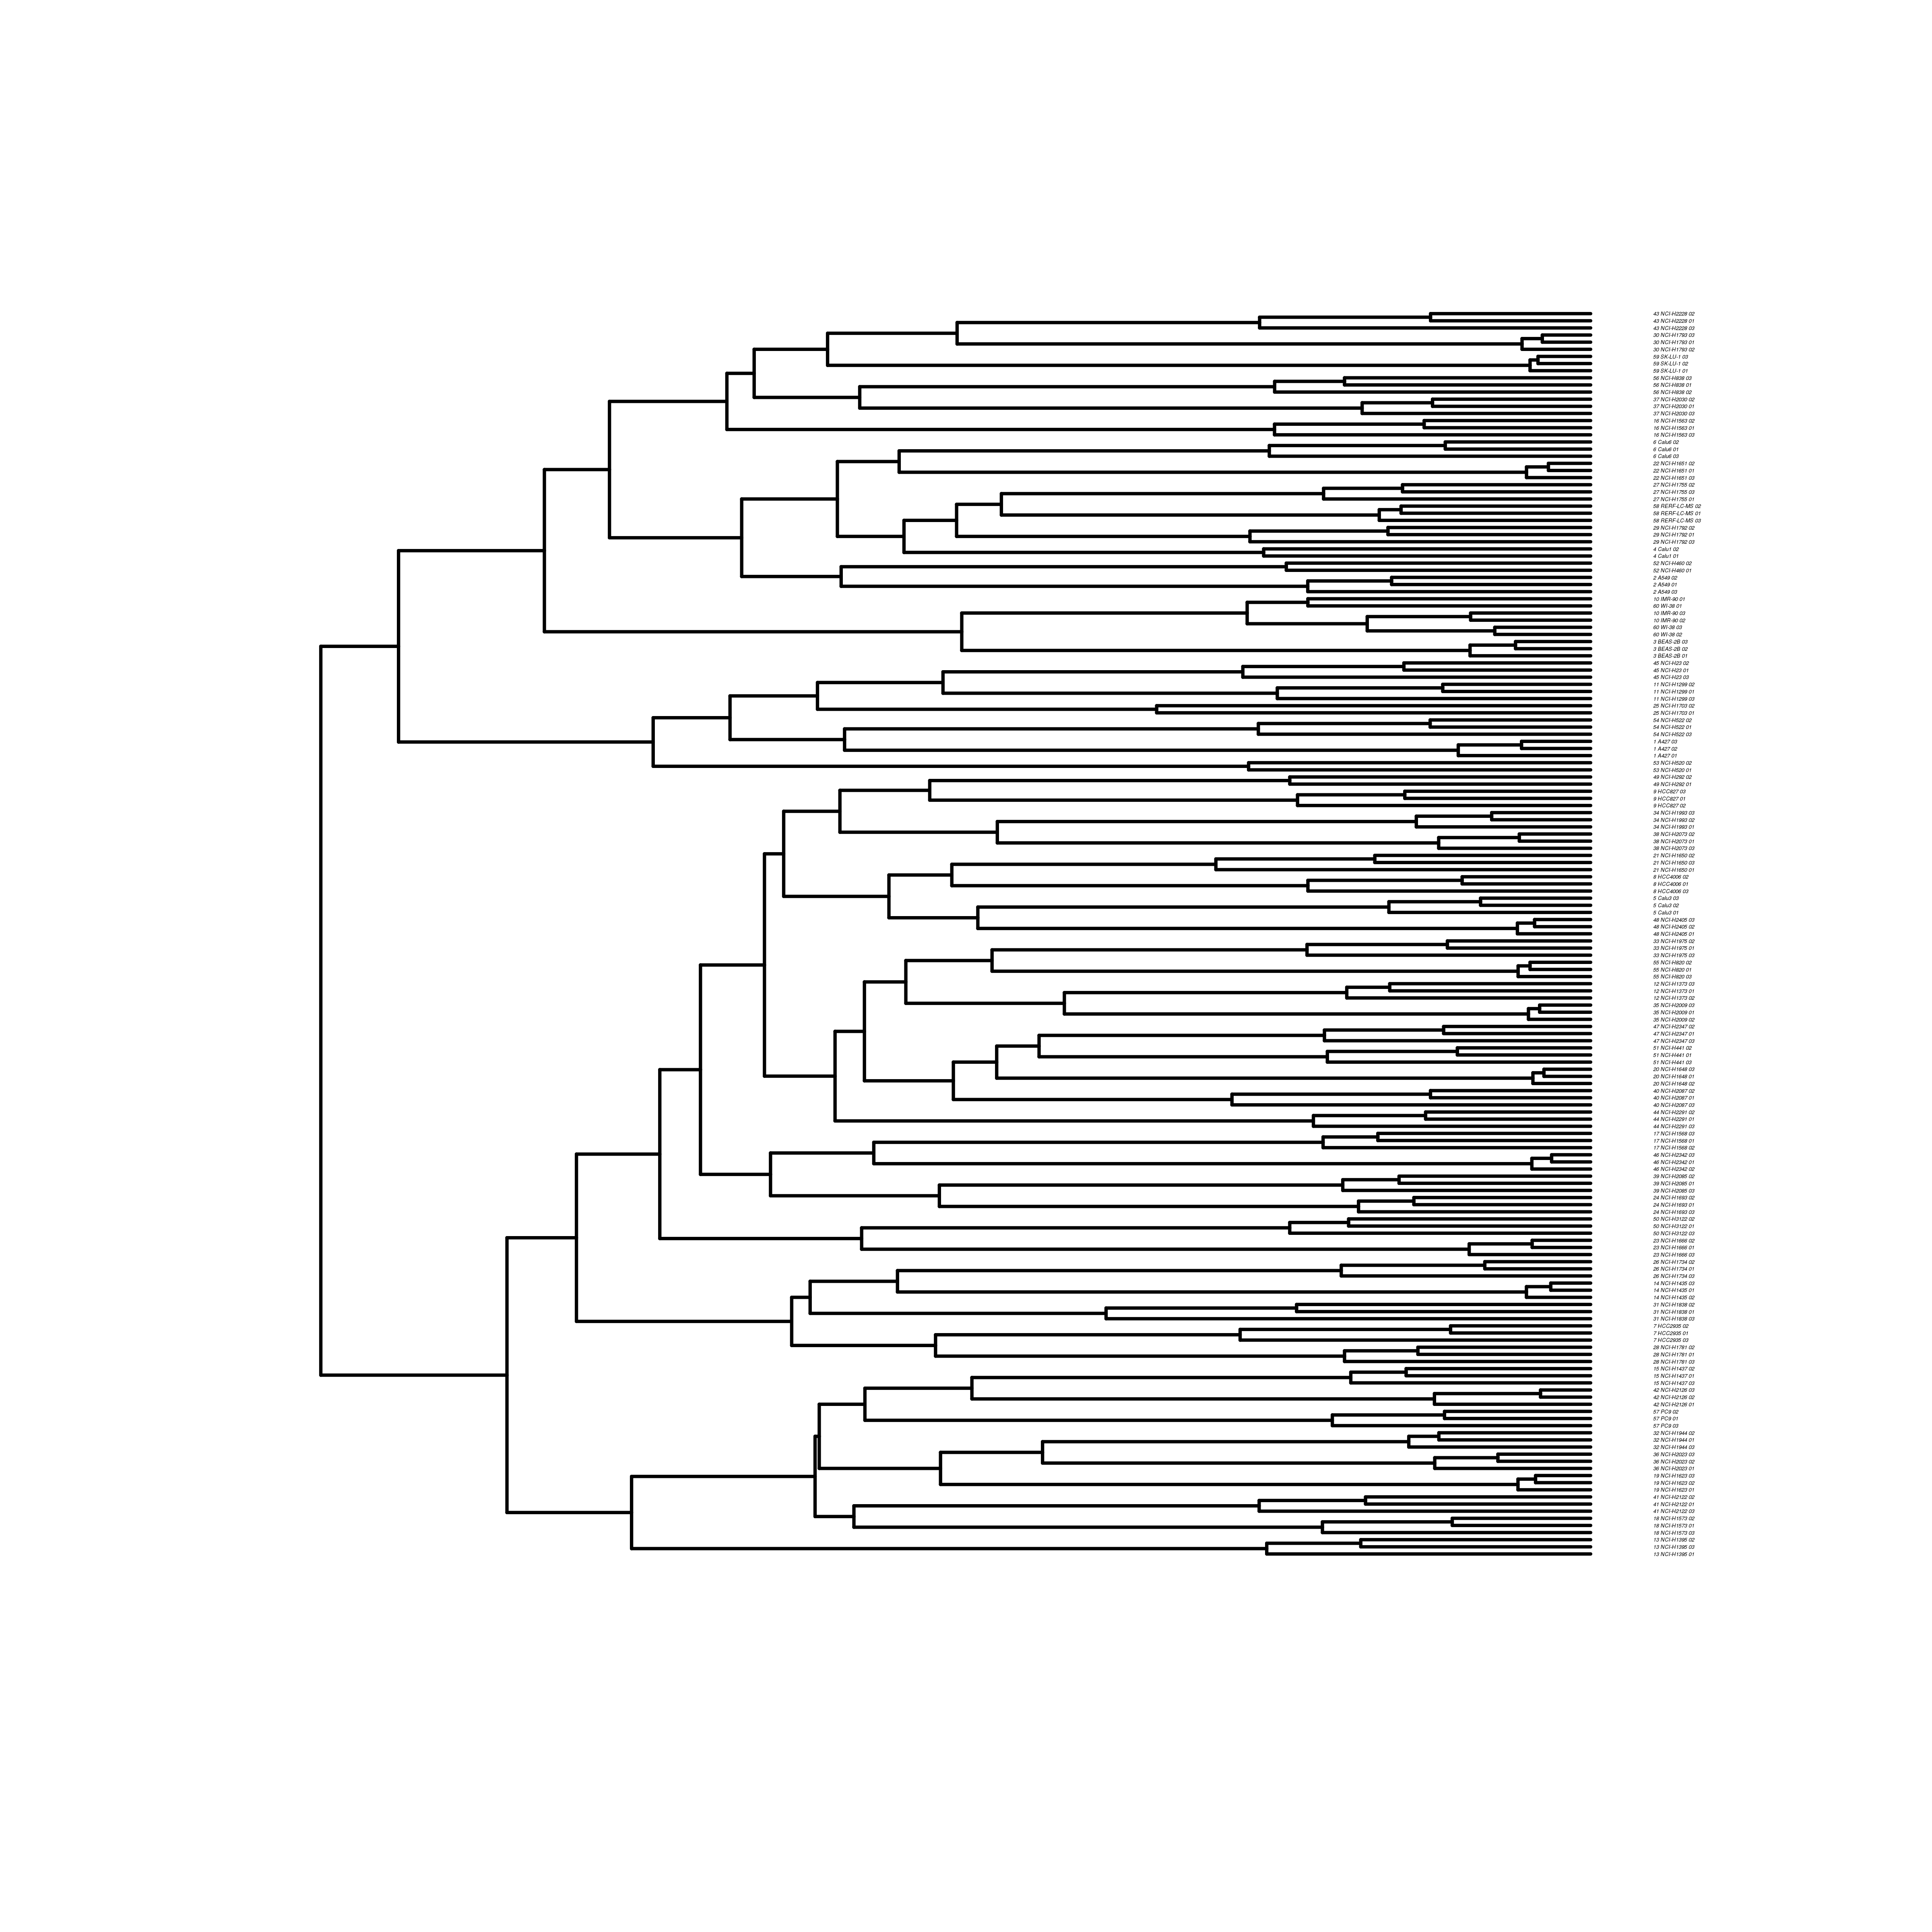 43 NCI-H2228 02
43 NCI-H2228 01
43 NCI-H2228 03
30 NCI-H1793 03
30 NCI-H1793 01
30 NCI-H1793 02
59 SK-LU-1 03
59 SK-LU-1 02
59 SK-LU-1 01
56 NCI-H838 03
56 NCI-H838 01
56 NCI-H838 02
37 NCI-H2030 02
37 NCI-H2030 01
37 NCI-H2030 03
16 NCI-H1563 02
16 NCI-H1563 01
16 NCI-H1563 03
6 Calu6 02
6 Calu6 01
6 Calu6 03
22 NCI-H1651 02
22 NCI-H1651 01
22 NCI-H1651 03
27 NCI-H1755 02
27 NCI-H1755 03
27 NCI-H1755 01
58 RERF-LC-MS 02
58 RERF-LC-MS 01
58 RERF-LC-MS 03
29 NCI-H1792 02
29 NCI-H1792 01
29 NCI-H1792 03
4 Calu1 02
4 Calu1 01
52 NCI-H460 02
52 NCI-H460 01
2 A549 02
2 A549 01
2 A549 03
10 IMR-90 01
60 WI-38 01
10 IMR-90 03
10 IMR-90 02
60 WI-38 03
60 WI-38 02
3 BEAS-2B 03
3 BEAS-2B 02
3 BEAS-2B 01
45 NCI-H23 02
45 NCI-H23 01
45 NCI-H23 03
11 NCI-H1299 02
11 NCI-H1299 01
11 NCI-H1299 03
25 NCI-H1703 02
25 NCI-H1703 01
54 NCI-H522 02
54 NCI-H522 01
54 NCI-H522 03
1 A427 03
1 A427 02
1 A427 01
53 NCI-H520 02
53 NCI-H520 01
49 NCI-H292 02
49 NCI-H292 01
9 HCC827 03
9 HCC827 01
9 HCC827 02
34 NCI-H1993 03
34 NCI-H1993 02
34 NCI-H1993 01
38 NCI-H2073 02
38 NCI-H2073 01
38 NCI-H2073 03
21 NCI-H1650 02
21 NCI-H1650 03
21 NCI-H1650 01
8 HCC4006 02
8 HCC4006 01
8 HCC4006 03
5 Calu3 03
5 Calu3 02
5 Calu3 01
48 NCI-H2405 03
48 NCI-H2405 02
48 NCI-H2405 01
33 NCI-H1975 02
33 NCI-H1975 01
33 NCI-H1975 03
55 NCI-H820 02
55 NCI-H820 01
55 NCI-H820 03
12 NCI-H1373 03
12 NCI-H1373 01
12 NCI-H1373 02
35 NCI-H2009 03
35 NCI-H2009 01
35 NCI-H2009 02
47 NCI-H2347 02
47 NCI-H2347 01
47 NCI-H2347 03
51 NCI-H441 02
51 NCI-H441 01
51 NCI-H441 03
20 NCI-H1648 03
20 NCI-H1648 01
20 NCI-H1648 02
40 NCI-H2087 02
40 NCI-H2087 01
40 NCI-H2087 03
44 NCI-H2291 02
44 NCI-H2291 01
44 NCI-H2291 03
17 NCI-H1568 03
17 NCI-H1568 01
17 NCI-H1568 02
46 NCI-H2342 03
46 NCI-H2342 01
46 NCI-H2342 02
39 NCI-H2085 02
39 NCI-H2085 01
39 NCI-H2085 03
24 NCI-H1693 02
24 NCI-H1693 01
24 NCI-H1693 03
50 NCI-H3122 02
50 NCI-H3122 01
50 NCI-H3122 03
23 NCI-H1666 02
23 NCI-H1666 01
23 NCI-H1666 03
26 NCI-H1734 02
26 NCI-H1734 01
26 NCI-H1734 03
14 NCI-H1435 03
14 NCI-H1435 01
14 NCI-H1435 02
31 NCI-H1838 02
31 NCI-H1838 01
31 NCI-H1838 03
7 HCC2935 02
7 HCC2935 01
7 HCC2935 03
28 NCI-H1781 02
28 NCI-H1781 01
28 NCI-H1781 03
15 NCI-H1437 02
15 NCI-H1437 01
15 NCI-H1437 03
42 NCI-H2126 03
42 NCI-H2126 02
42 NCI-H2126 01
57 PC9 02
57 PC9 01
57 PC9 03
32 NCI-H1944 02
32 NCI-H1944 01
32 NCI-H1944 03
36 NCI-H2023 03
36 NCI-H2023 02
36 NCI-H2023 01
19 NCI-H1623 03
19 NCI-H1623 02
19 NCI-H1623 01
41 NCI-H2122 02
41 NCI-H2122 01
41 NCI-H2122 03
18 NCI-H1573 02
18 NCI-H1573 01
18 NCI-H1573 03
13 NCI-H1395 02
13 NCI-H1395 03
13 NCI-H1395 01